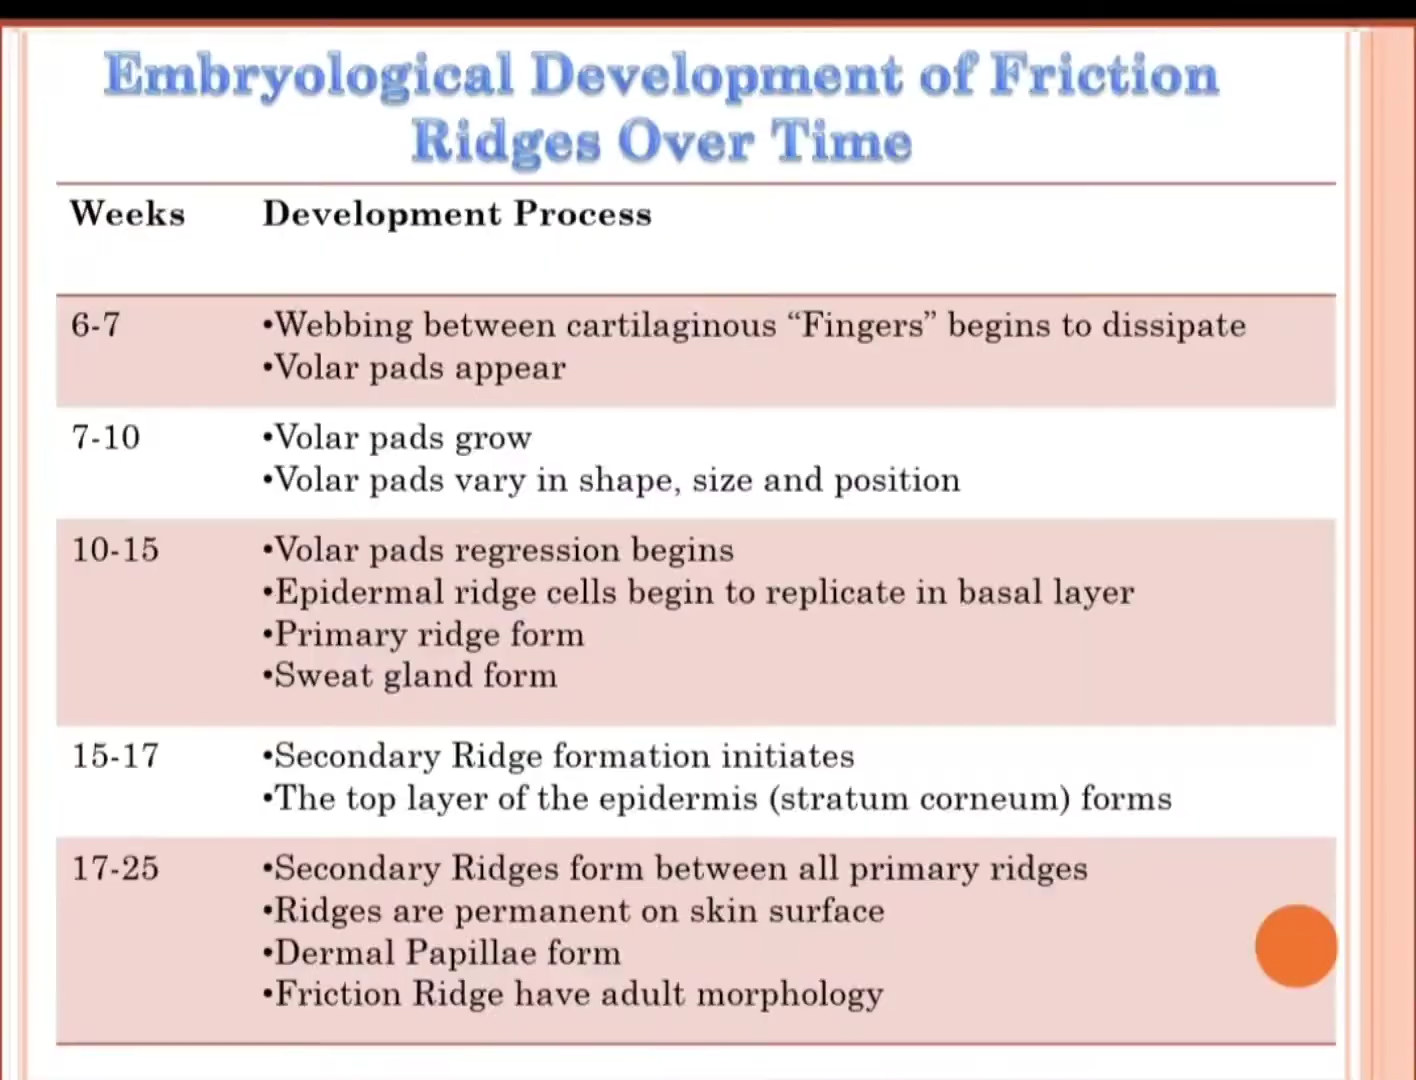 Embryological Development of Friction
Ridges Over Time
Weeks Development Process
6-7 •Webbing between cartilaginous “Fingers” begins to dissipate
•Volar pads appear
7-10 •Volar pads grow
•Volar pads vary in shape, size and position
10-15 •Volar pads regression begins
•Epidermal ridge cells begin to replicate in basal layer
•Primary ridge form
•Sweat gland form
15-17 •Secondary Ridge formation initiates
•The top layer of the epidermis (stratum corneum) forms
17-25 •Secondary Ridges form between all primary ridges
•Ridges are permanent on skin surface
•Dermal Papillae form
•Friction Ridge have adult morphology